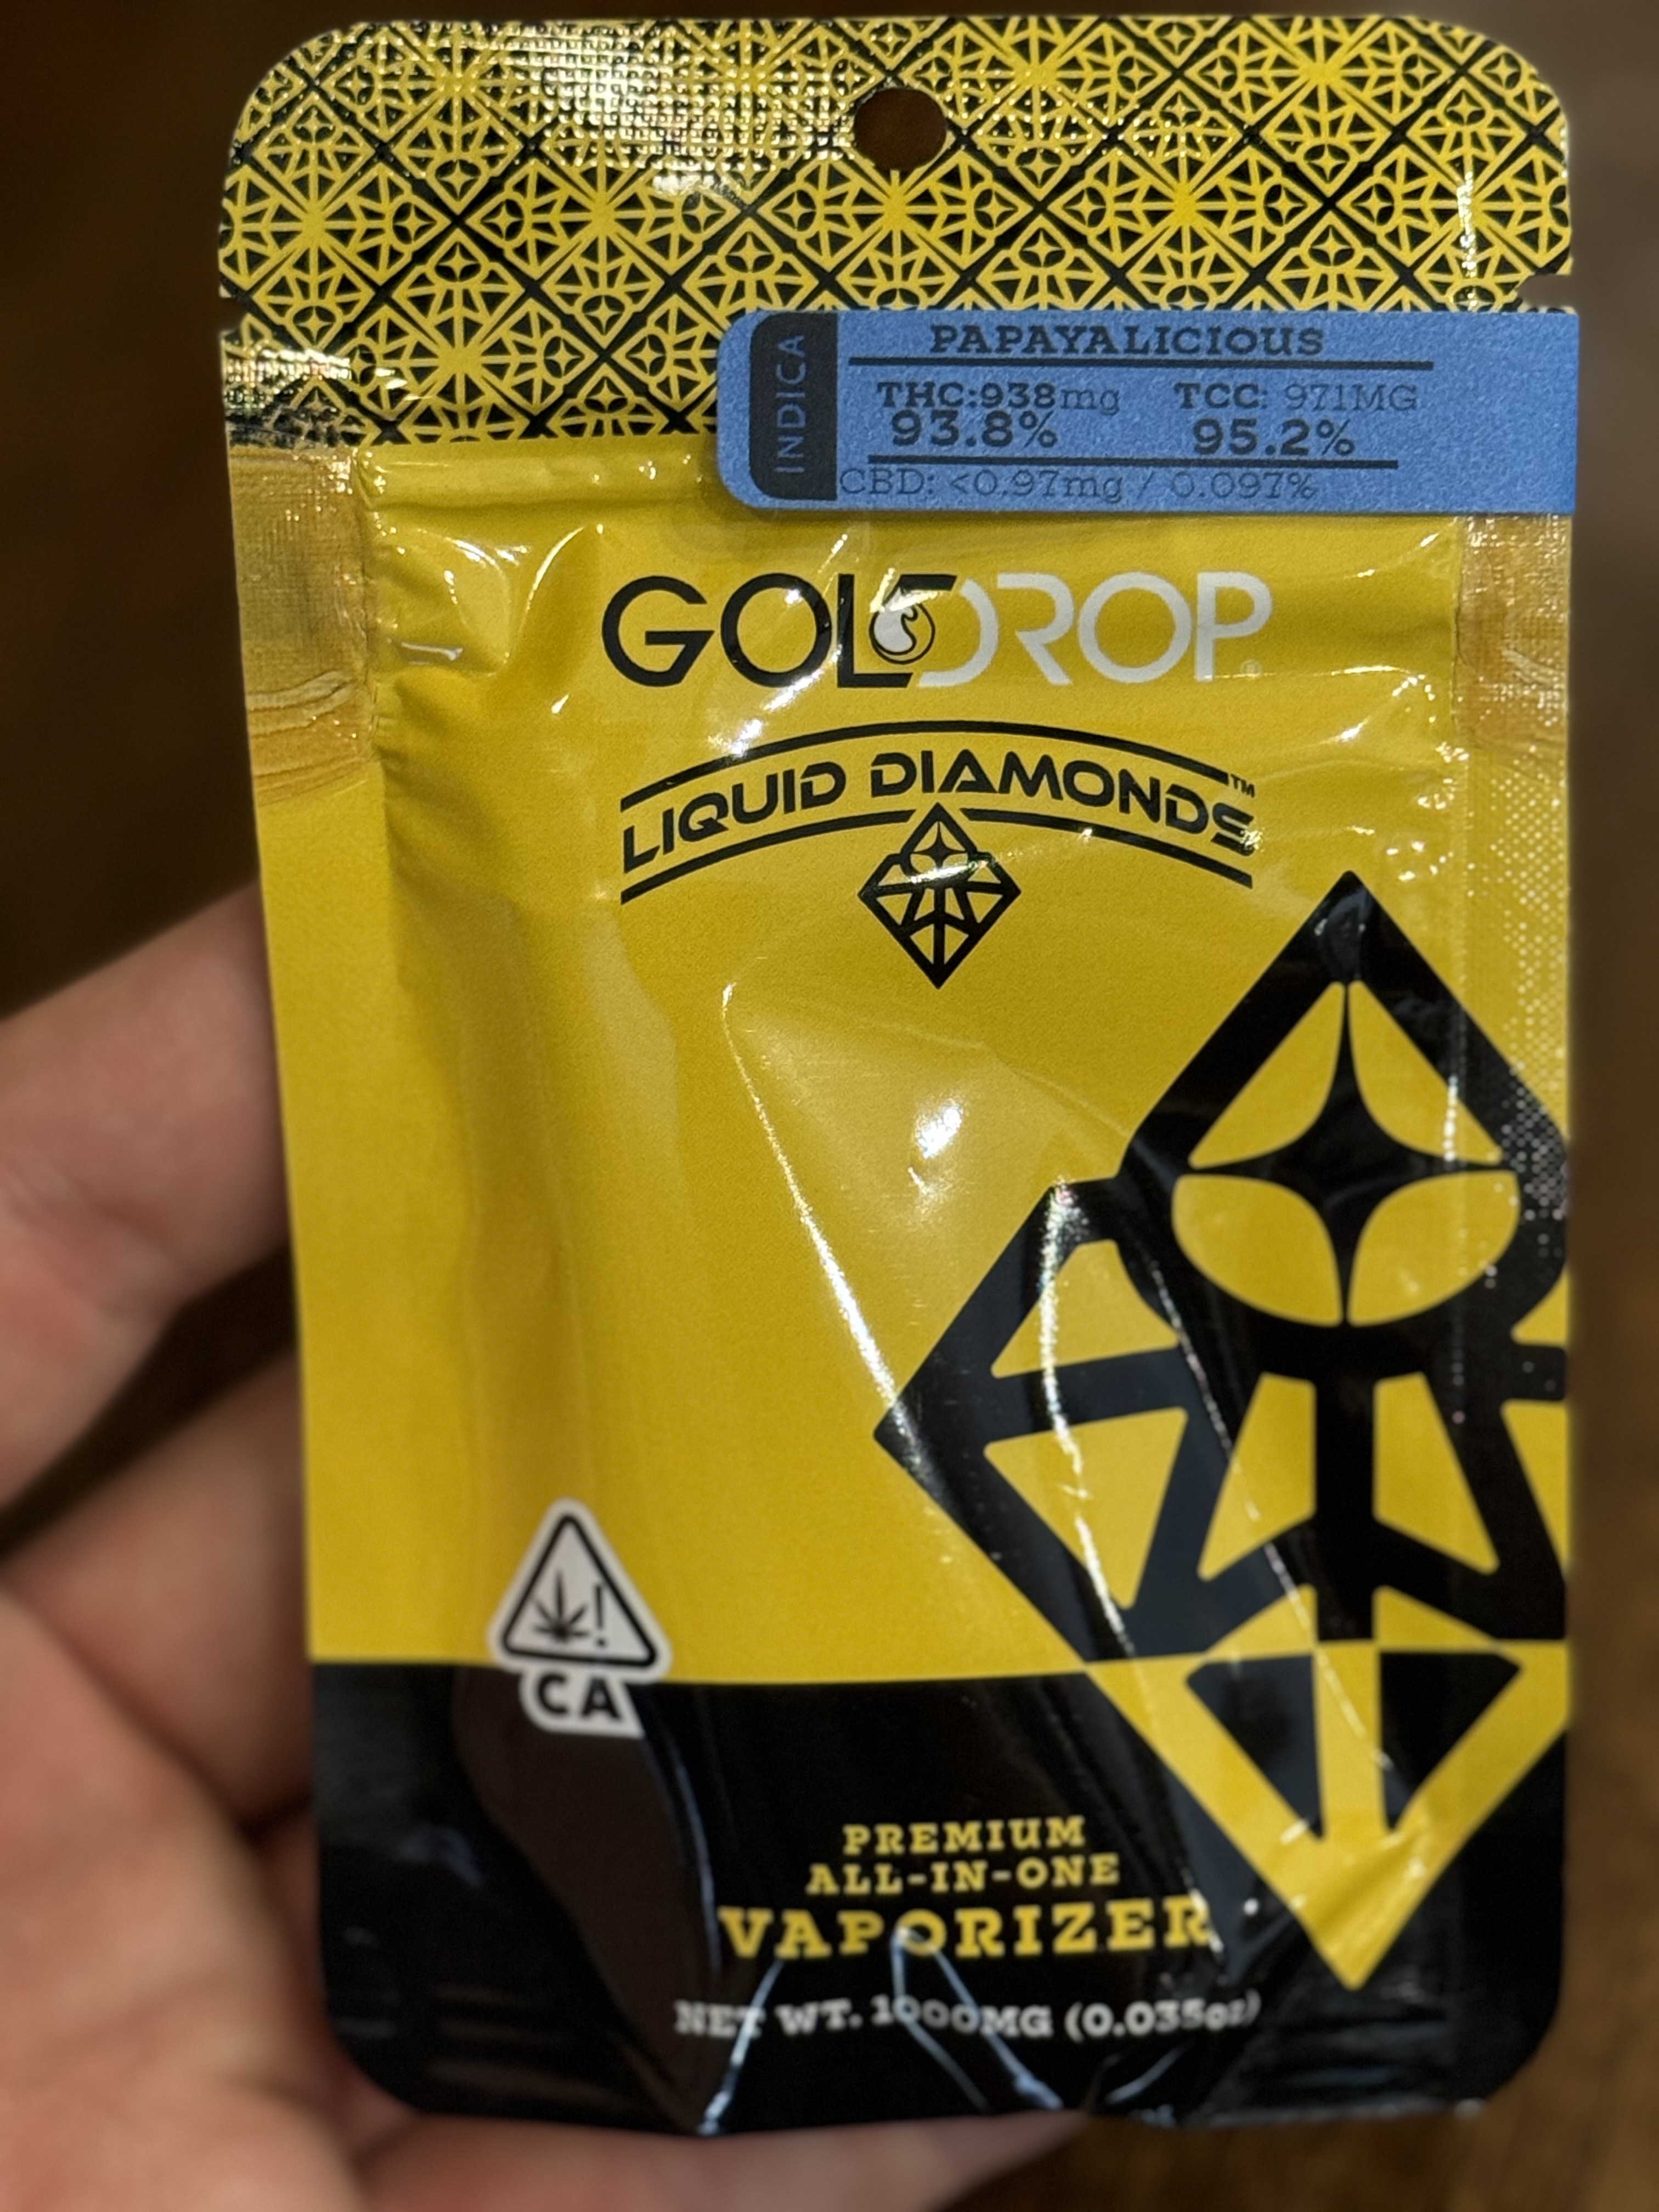 INDICA
PAPAYALICIOUS
THC:938mg TCC: 971MG
93.8% 95.2%
CBD: <0.97mg / 0.097%
GOLDDROP®
LIQUID DIAMONDS™
CA
PREMIUM
ALL-IN-ONE
VAPORIZER
NET WT. 1000MG (0.035oz)